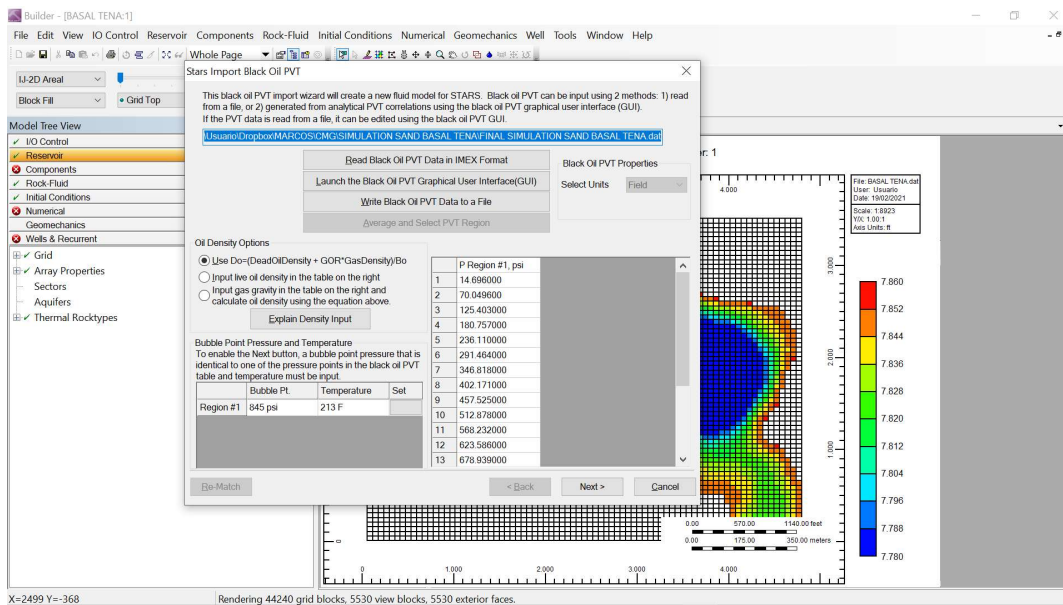 Builder - [BASAL TENA:1]
File Edit View IO Control Reservoir Components Rock-Fluid Initial Conditions Numerical Geomechanics Well Tools Window Help
Whole Page
IJ-2D Areal
Block Fill
Grid Top
Model Tree View
I/O Control
Reservoir
Components
Rock-Fluid
Initial Conditions
Numerical
Geomechanics
Wells & Recurrent
Grid
Array Properties
Sectors
Aquifers
Thermal Rocktypes
Stars Import Black Oil PVT
This black oil PVT import wizard will create a new fluid model for STARS. Black oil PVT can be input using 2 methods: 1) read
from a file, or 2) generated from analytical PVT correlations using the black oil PVT graphical user interface (GUI).
If the PVT data is read from a file, it can be edited using the black oil PVT GUI.
\Usuario\Dropbox\MARCOS\CMG\SIMULATION SAND BASAL TENA\FINAL SIMULATION SAND BASAL TENA.dat
Read Black Oil PVT Data in IMEX Format
Launch the Black Oil PVT Graphical User Interface(GUI)
Write Black Oil PVT Data to a File
Average and Select PVT Region
Black Oil PVT Properties
Select Units Field
Oil Density Options
Use Do=(DeadOilDensity + GOR*GasDensity)/Bo
Input live oil density in the table on the right
Input gas gravity in the table on the right and
calculate oil density using the equation above.
Explain Density Input
Bubble Point Pressure and Temperature
To enable the Next button, a bubble point pressure that is
identical to one of the pressure points in the black oil PVT
table and temperature must be input.
Bubble Pt. Temperature Set
Region #1 845 psi 213 F
P Region #1, psi
1 14.696000
2 70.049600
3 125.403000
4 180.757000
5 236.110000
6 291.464000
7 346.818000
8 402.171000
9 457.525000
10 512.878000
11 568.232000
12 623.586000
13 678.939000
Re-Match
< Back
Next >
Cancel
er: 1
4.000
File: BASAL TENA.dat
User: Usuario
Date: 19/02/2021
Scale: 1:8923
Y/X: 1.00:1
Axis Units: ft
3.000
2.000
1.000
0
7.860
7.852
7.844
7.836
7.828
7.820
7.812
7.804
7.796
7.788
7.780
0.00 570.00 1140.00 feet
0.00 175.00 350.00 meters
0 1.000 2.000 3.000 4.000
X=2499 Y=-368
Rendering 44240 grid blocks, 5530 view blocks, 5530 exterior faces.